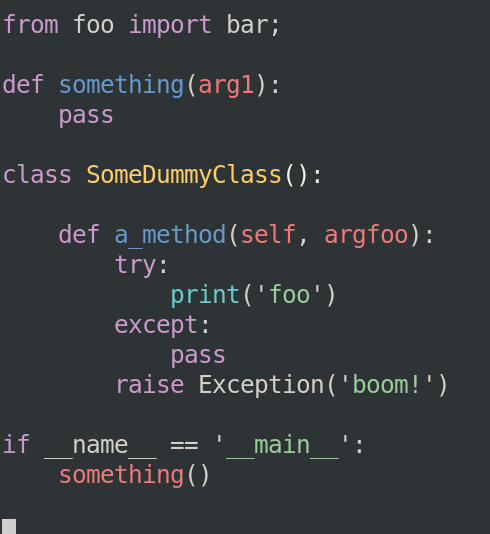 from foo import bar;

def something(arg1):
    pass

class SomeDummyClass():

    def a_method(self, argfoo):
        try:
            print('foo')
        except:
            pass
        raise Exception('boom!')

if __name__ == '__main__':
    something()